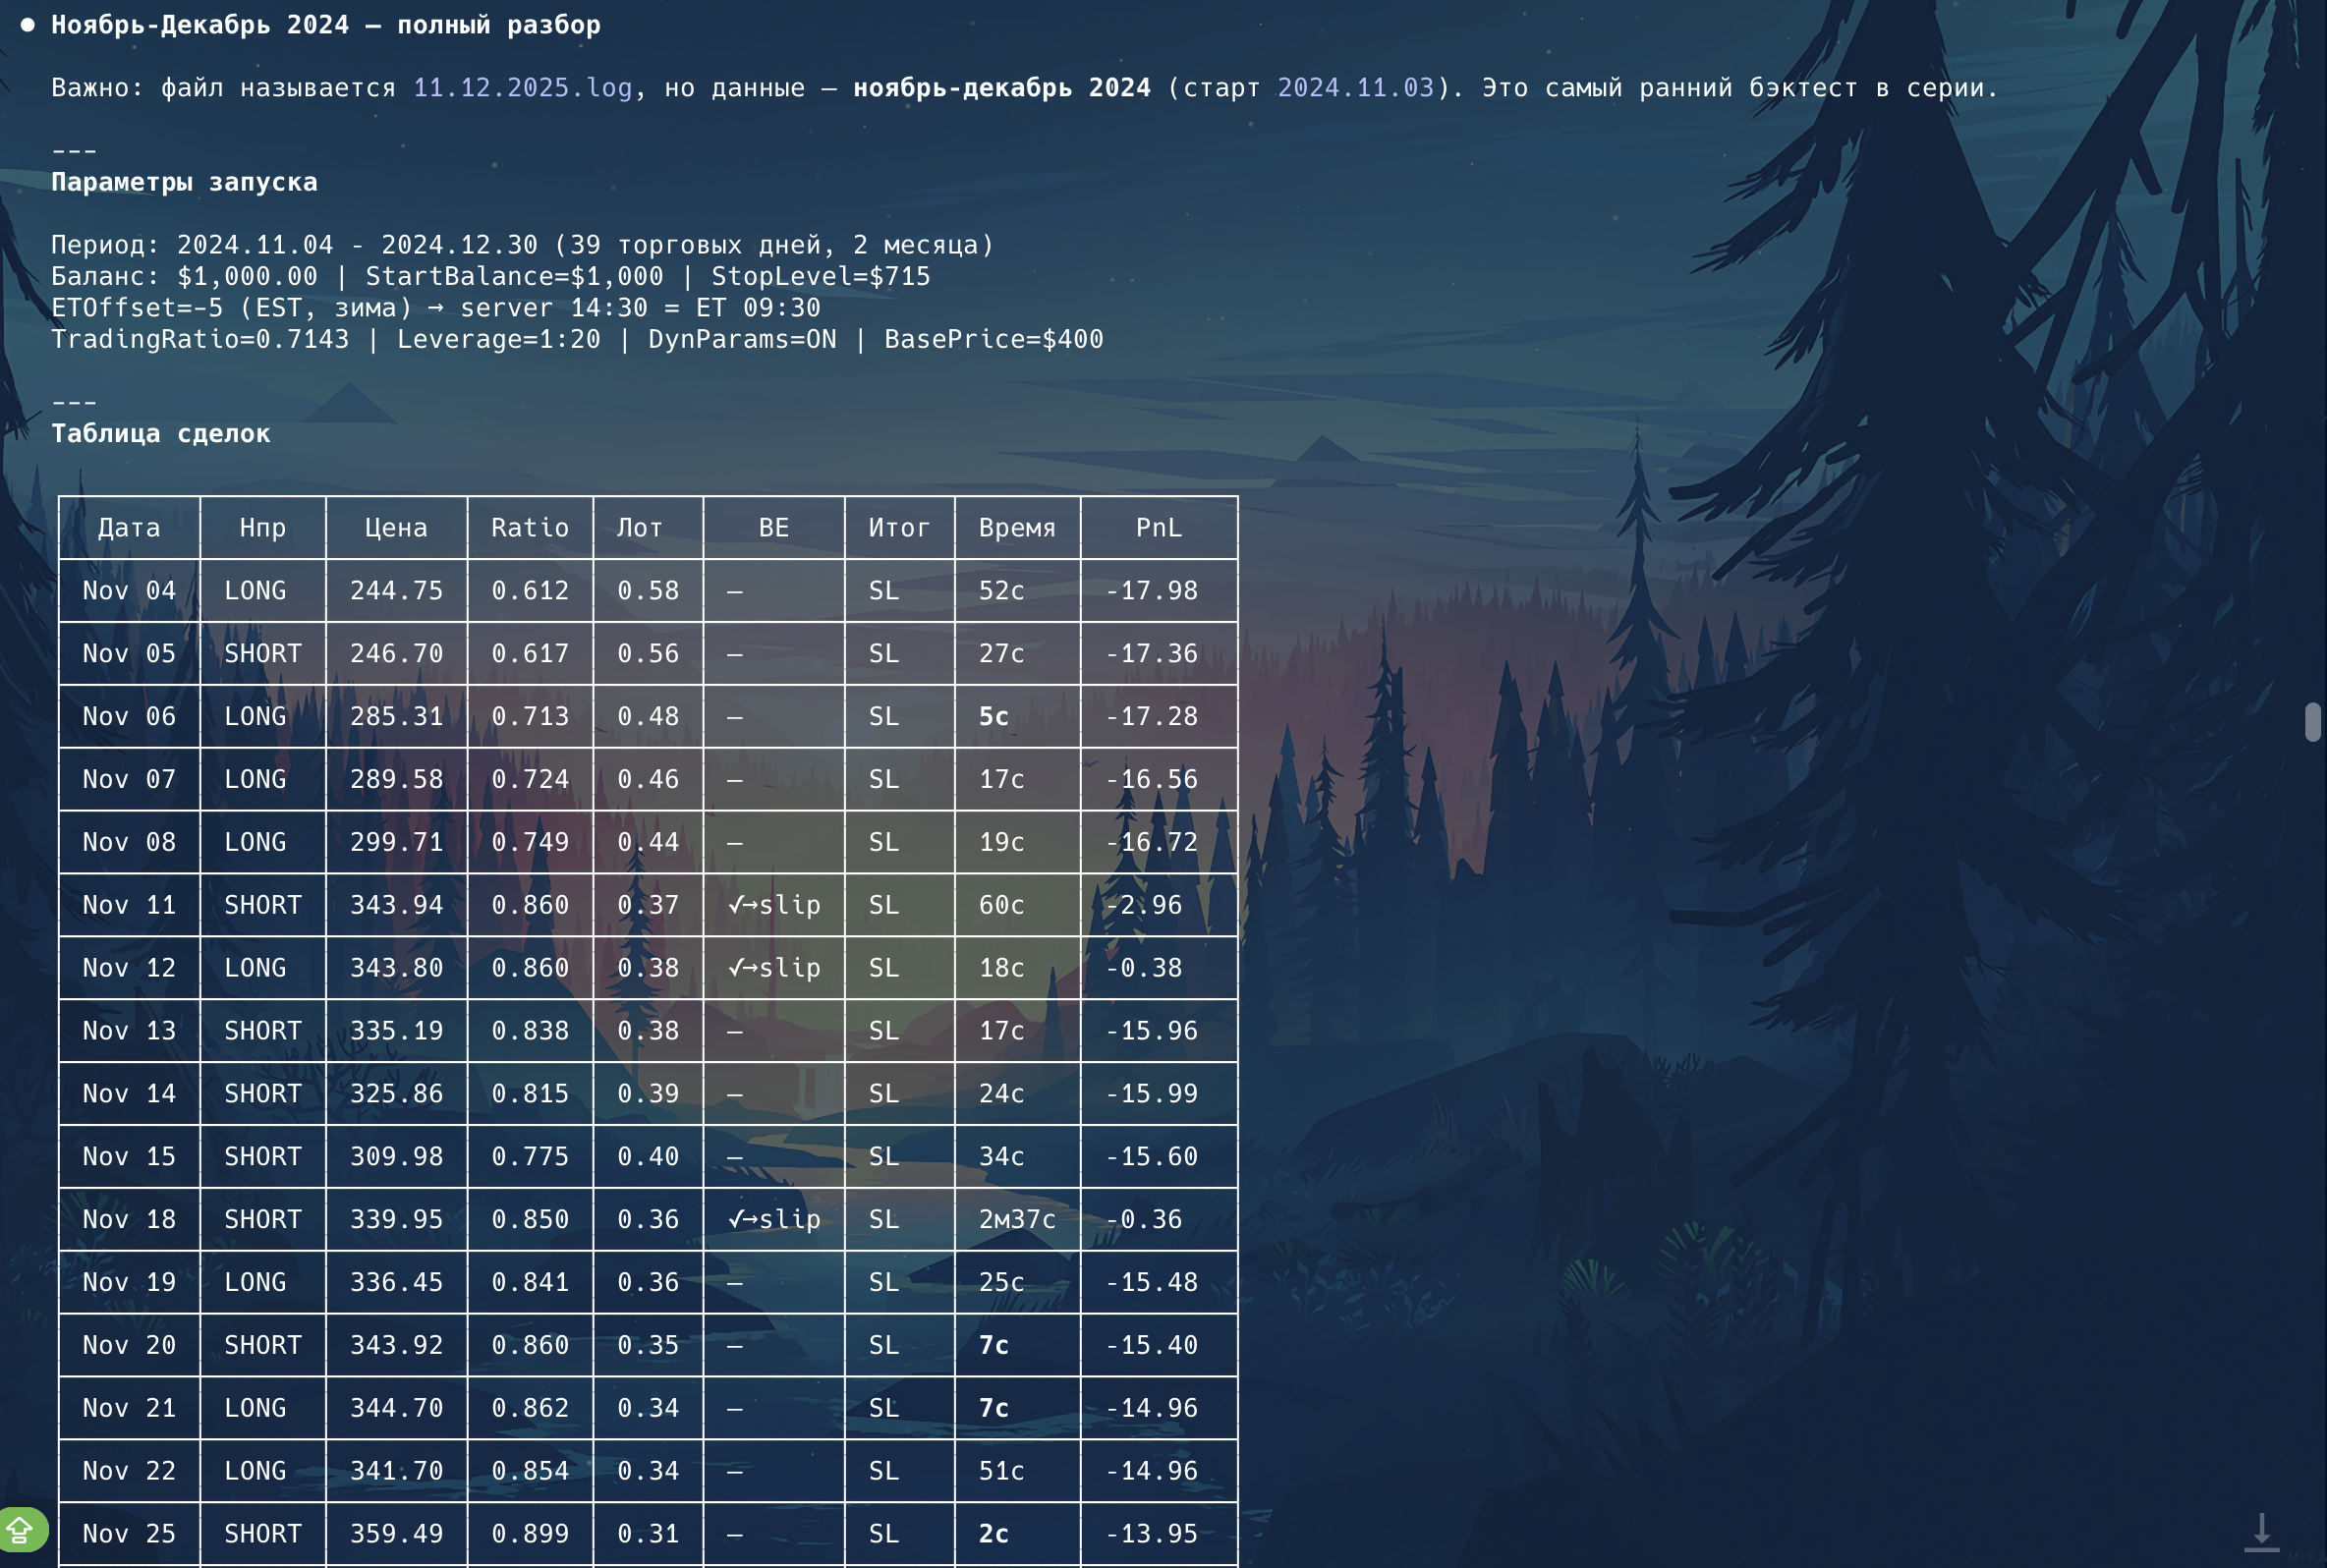 ● Ноябрь-Декабрь 2024 — полный разбор
Важно: файл называется 11.12.2025.log, но данные — ноябрь-декабрь 2024 (старт 2024.11.03). Это самый ранний бэктест в серии.
---
Параметры запуска
Период: 2024.11.04 - 2024.12.30 (39 торговых дней, 2 месяца)
Баланс: $1,000.00 | StartBalance=$1,000 | StopLevel=$715
ETOffset=-5 (EST, зима) → server 14:30 = ET 09:30
TradingRatio=0.7143 | Leverage=1:20 | DynParams=ON | BasePrice=$400
---
Таблица сделок
Дата Нпр Цена Ratio Лот BE Итог Время PnL
Nov 04 LONG 244.75 0.612 0.58 — SL 52с -17.98
Nov 05 SHORT 246.70 0.617 0.56 — SL 27с -17.36
Nov 06 LONG 285.31 0.713 0.48 — SL 5с -17.28
Nov 07 LONG 289.58 0.724 0.46 — SL 17с -16.56
Nov 08 LONG 299.71 0.749 0.44 — SL 19с -16.72
Nov 11 SHORT 343.94 0.860 0.37 ✓→slip SL 60с -2.96
Nov 12 LONG 343.80 0.860 0.38 ✓→slip SL 18с -0.38
Nov 13 SHORT 335.19 0.838 0.38 — SL 17с -15.96
Nov 14 SHORT 325.86 0.815 0.39 — SL 24с -15.99
Nov 15 SHORT 309.98 0.775 0.40 — SL 34с -15.60
Nov 18 SHORT 339.95 0.850 0.36 ✓→slip SL 2м37с -0.36
Nov 19 LONG 336.45 0.841 0.36 — SL 25с -15.48
Nov 20 SHORT 343.92 0.860 0.35 — SL 7с -15.40
Nov 21 LONG 344.70 0.862 0.34 — SL 7с -14.96
Nov 22 LONG 341.70 0.854 0.34 — SL 51с -14.96
Nov 25 SHORT 359.49 0.899 0.31 — SL 2с -13.95